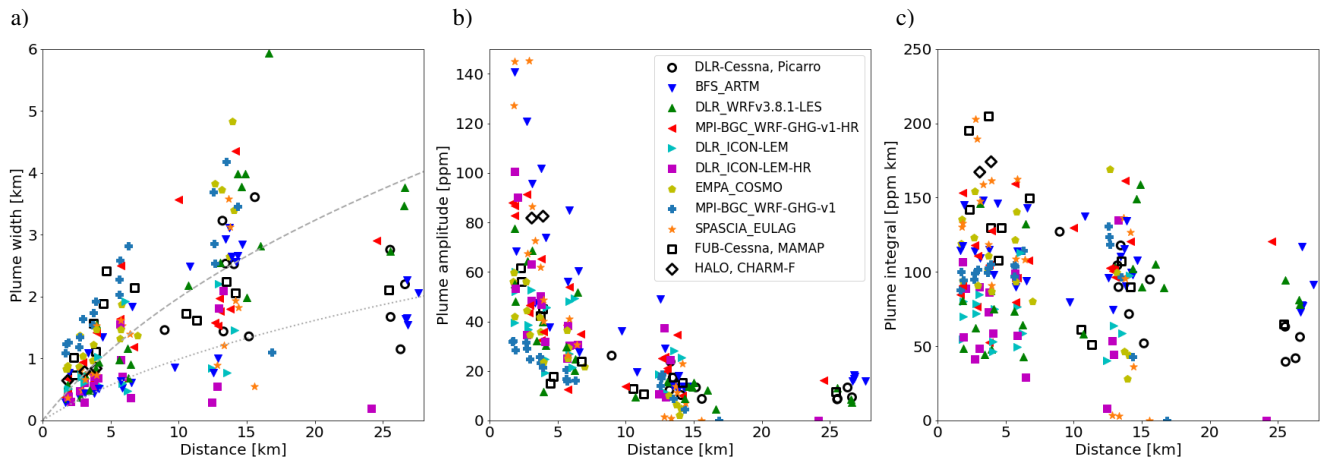 a)
b)
c)
6
5
4
3
2
1
0
Plume width [km]
0
5
10
15
20
25
Distance [km]
140
120
100
80
60
40
20
0
Plume amplitude [ppm]
DLR-Cessna, Picarro
BFS_ARTM
DLR_WRFv3.8.1-LES
MPI-BGC_WRF-GHG-v1-HR
DLR_ICON-LEM
DLR_ICON-LEM-HR
EMPA_COSMO
MPI-BGC_WRF-GHG-v1
SPASCIA_EULAG
FUB-Cessna, MAMAP
HALO, CHARM-F
0
5
10
15
20
25
Distance [km]
250
200
150
100
50
0
Plume integral [ppm km]
0
5
10
15
20
25
Distance [km]